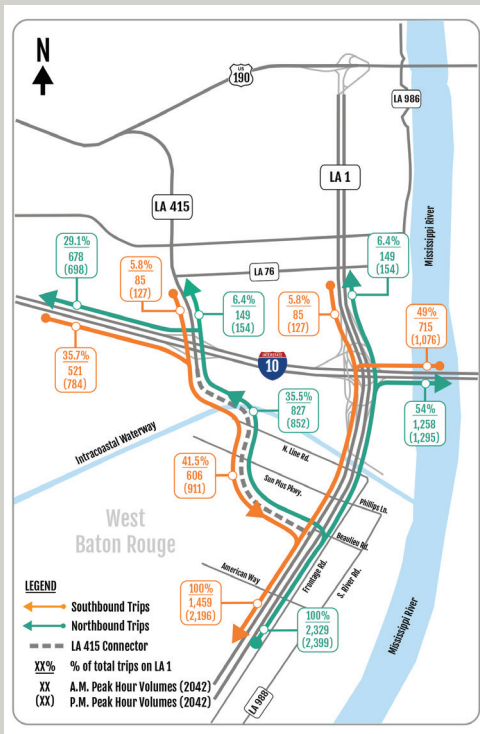 N
US
190
LA 986
LA 1
LA 415
LA 76
Mississippi River
29.1%
678
(698)
5.8%
85
(127)
6.4%
149
(154)
5.8%
85
(127)
6.4%
149
(154)
49%
715
(1,076)
35.7%
521
(784)
INTERSTATE
10
54%
1,258
(1,295)
35.5%
827
(852)
Intracoastal Waterway
N. Line Rd.
41.5%
606
(911)
Sun Plus Pkwy.
Phillips Ln.
West
Baton Rouge
Beaulieu Rd.
American Way
Frontage Rd.
S. River Rd.
100%
1,459
(2,196)
100%
2,329
(2,399)
Mississippi River
LA 988
LEGEND
Southbound Trips
Northbound Trips
LA 415 Connector
XX% % of total trips on LA 1
XX A.M. Peak Hour Volumes (2042)
(XX) P.M. Peak Hour Volumes (2042)